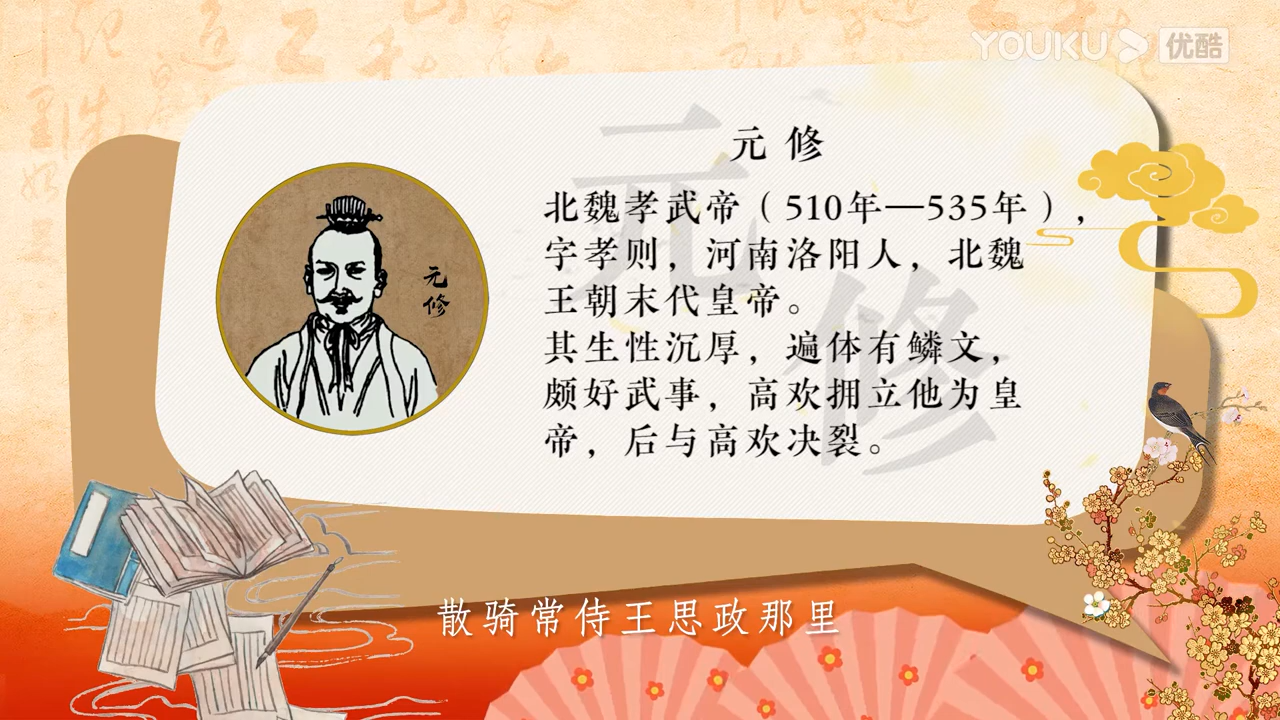 YOUKU 优酷
元修
北魏孝武帝（510年—535年），
字孝则，河南洛阳人，北魏
王朝末代皇帝。
其生性沉厚，遍体有鳞文，
颇好武事，高欢拥立他为皇
帝，后与高欢决裂。
元修
元修
散骑常侍王思政那里